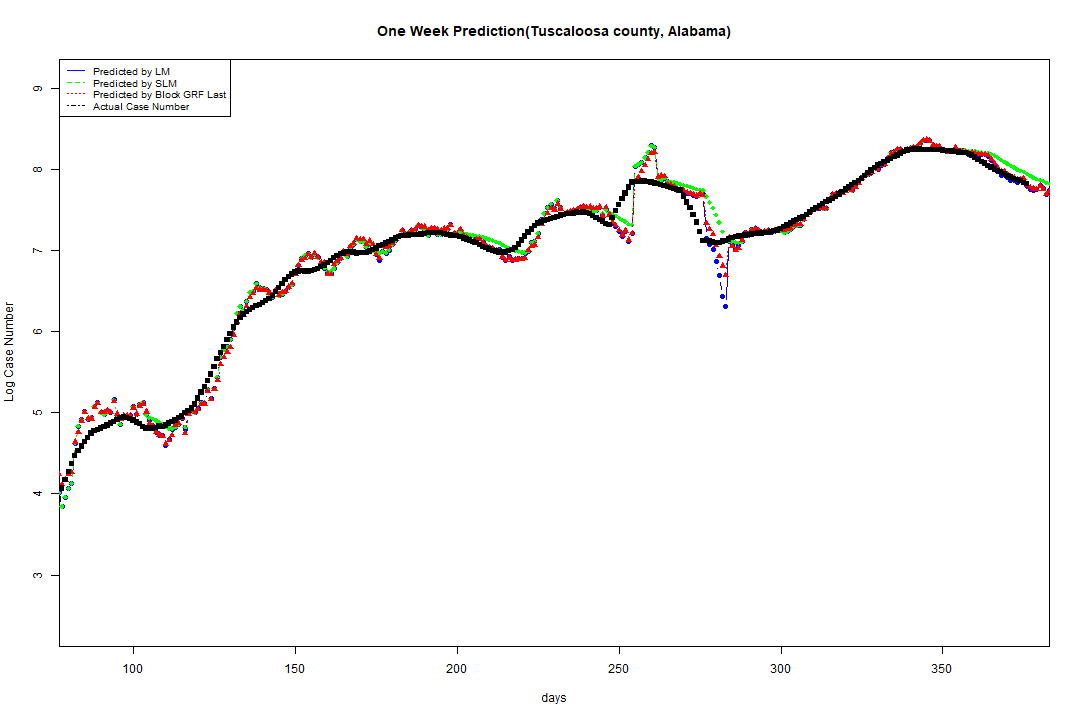 One Week Prediction(Tuscaloosa county, Alabama)
Predicted by LM
Predicted by SLM
Predicted by Block GRF Last
Actual Case Number
9
8
7
6
5
4
3
Log Case Number
100 150 200 250 300 350
days